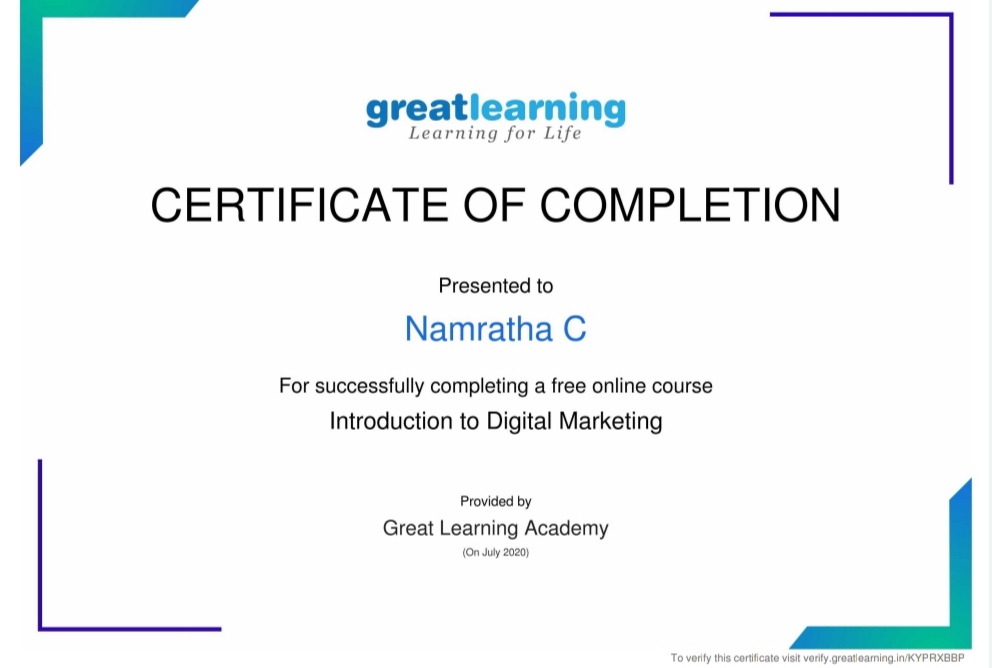 greatlearning
Learning for Life
CERTIFICATE OF COMPLETION
Presented to
Namratha C
For successfully completing a free online course
Introduction to Digital Marketing
Provided by
Great Learning Academy
(On July 2020)
To verify this certificate visit verify.greatlearning.in/KYPRXBBP